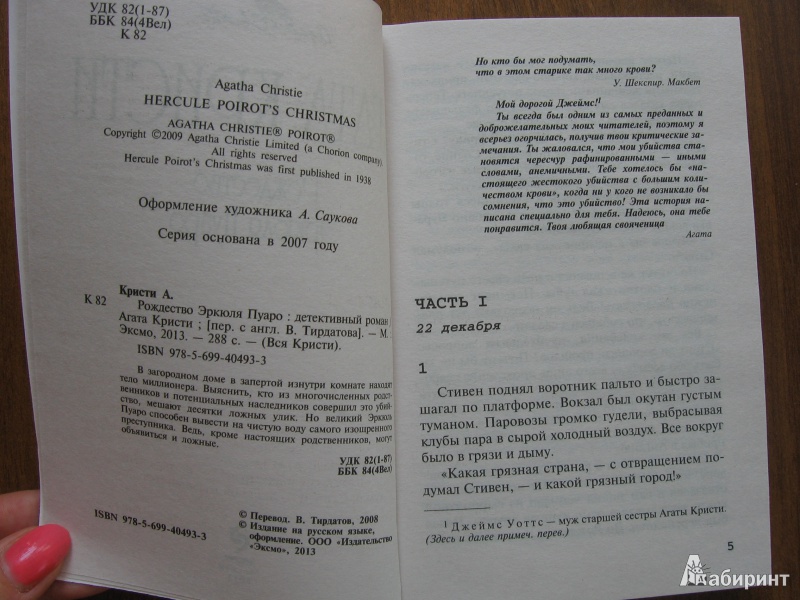 УДК 82(1-87)
ББК 84(4Вел)
К 82
Agatha Christie
HERCULE POIROT'S CHRISTMAS
AGATHA CHRISTIE® POIROT®
Copyright ©2009 Agatha Christie Limited (a Chorion company).
All rights reserved
Hercule Poirot's Christmas was first published in 1938
Оформление художника А. Саукова
Серия основана в 2007 году
Кристи А.
К 82 Рождество Эркюля Пуаро : детективный роман
Агата Кристи ; [пер. с англ. В. Тирдатова]. — М. :
Эксмо, 2013. — 288 с. — (Вся Кристи).
ISBN 978-5-699-40493-3
В загородном доме в запертой изнутри комнате находят
тело миллионера. Выяснить, кто из многочисленных родст-
венников и потенциальных наследников совершил это убий-
ство, мешают десятки ложных улик. Но великий Эркюль
Пуаро способен вывести на чистую воду самого изощренного
преступника. Ведь, кроме настоящих родственников, могут
объявиться и ложные.
УДК 82(1-87)
ББК 84(4Вел)
ISBN 978-5-699-40493-3
© Перевод. В. Тирдатов, 2008
© Издание на русском языке,
оформление. ООО «Издательство
«Эксмо», 2013
Но кто бы мог подумать,
что в этом старике так много крови?
У. Шекспир. Макбет
Мой дорогой Джеймс!¹
Ты всегда был одним из самых преданных и
доброжелательных моих читателей, поэтому я
всерьез огорчилась, получив твои критические за-
мечания. Ты жаловался, что мои убийства ста-
новятся чересчур рафинированными — иными
словами, анемичными. Тебе хотелось бы «на-
стоящего жестокого убийства с большим коли-
чеством крови», когда ни у кого не возникало бы
сомнения, что это убийство! Эта история на-
писана специально для тебя. Надеюсь, она тебе
понравится. Твоя любящая свояченица
Агата
ЧАСТЬ I
22 декабря
1
Стивен поднял воротник пальто и быстро за-
шагал по платформе. Вокзал был окутан густым
туманом. Паровозы громко гудели, выбрасывая
клубы пара в сырой холодный воздух. Все вокруг
было в грязи и дыму.
«Какая грязная страна, — с отвращением по-
думал Стивен, — и какой грязный город!»
¹ Джеймс Уоттс — муж старшей сестры Агаты Кристи.
(Здесь и далее примеч. перев.)
5
Лабиринт